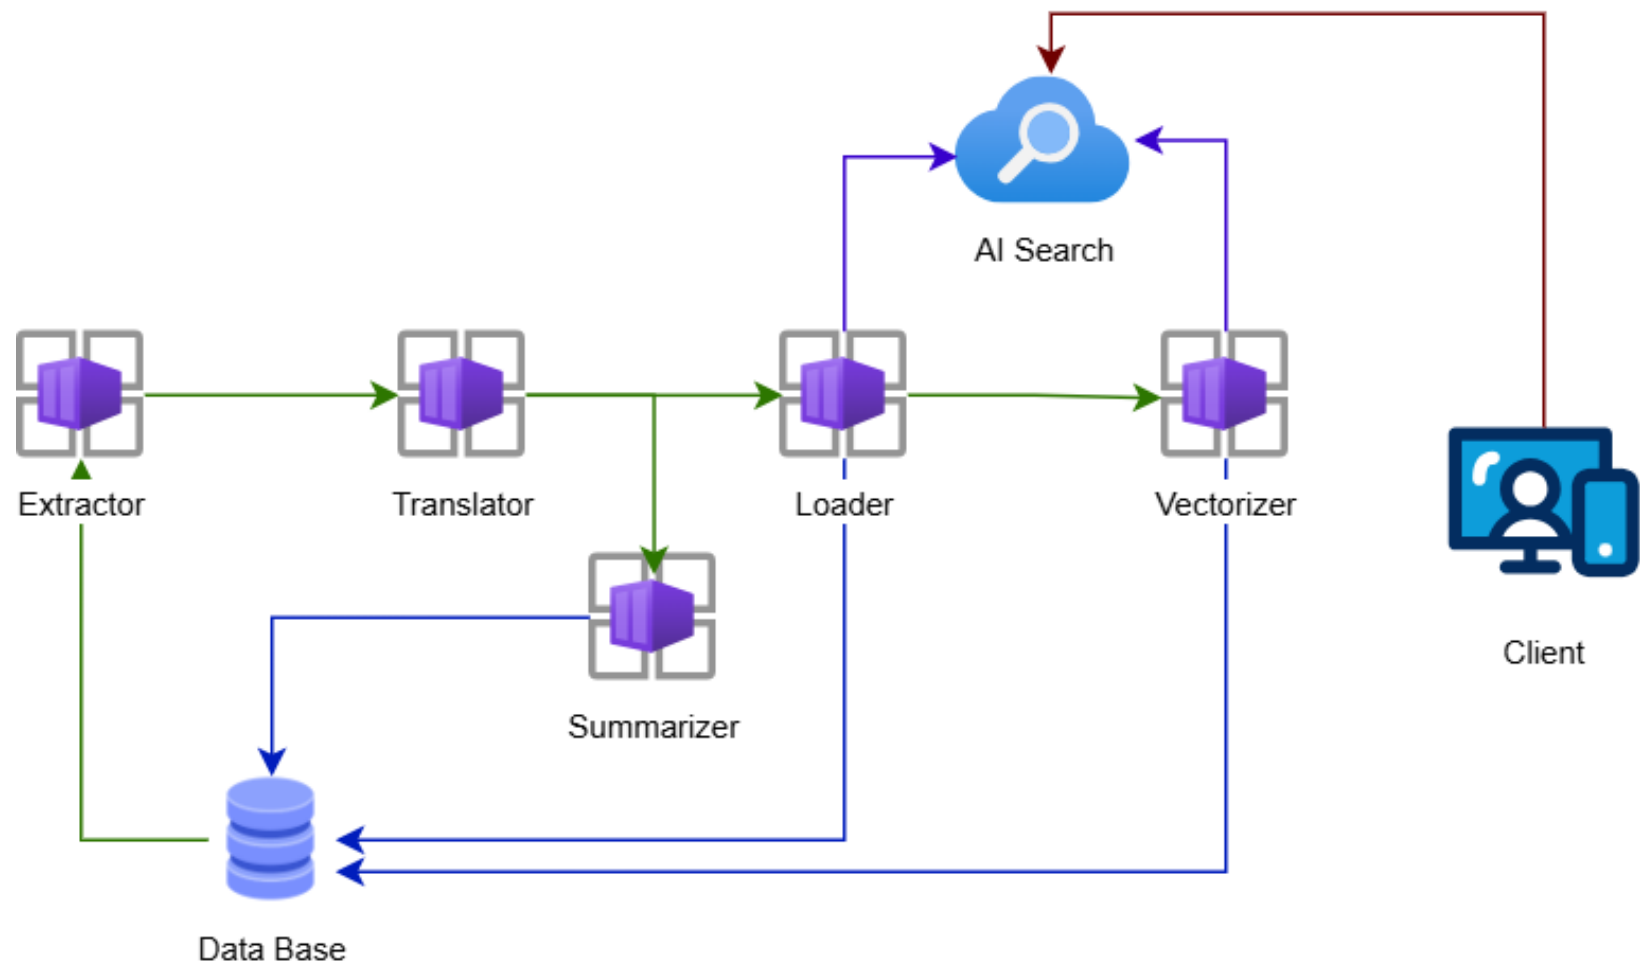 AI Search
Extractor
Translator
Loader
Vectorizer
Client
Summarizer
Data Base